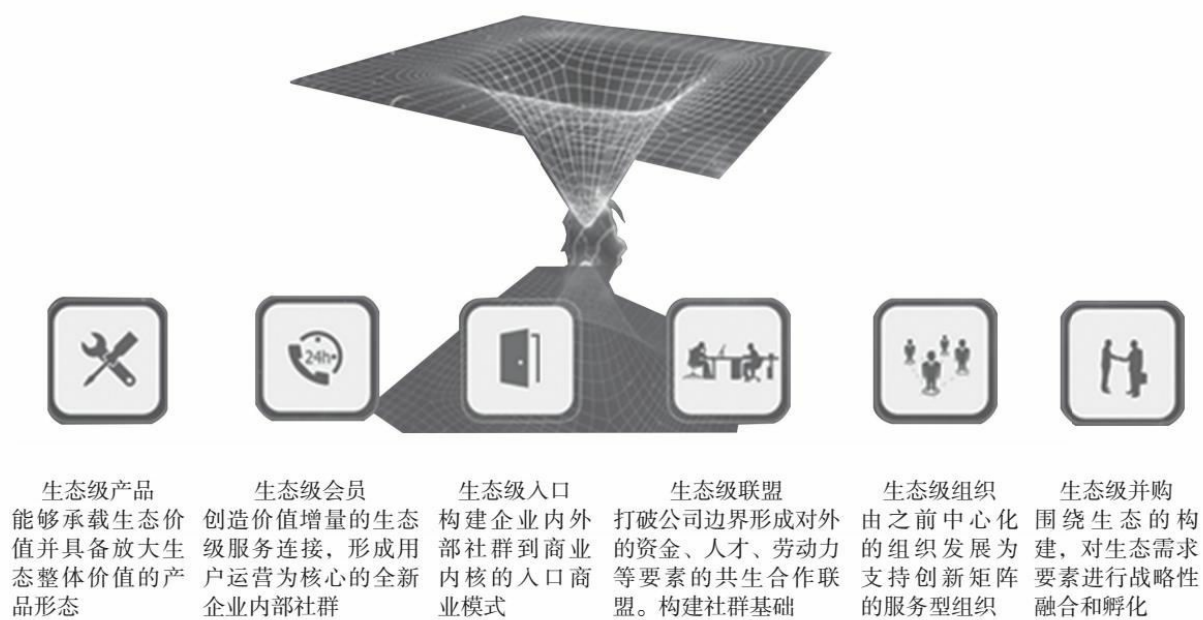 24h
生态级产品
能够承载生态价
值并具备放大生
态整体价值的产
品形态
生态级会员
创造价值增量的生态
级服务连接，形成用
户运营为核心的全新
企业内部社群
生态级入口
构建企业内外
部社群到商业
内核的入口商
业模式
生态级联盟
打破公司边界形成对外
的资金、人才、劳动力
等要素的共生合作联
盟。构建社群基础
生态级组织
由之前中心化
的组织发展为
支持创新矩阵
的服务型组织
生态级并购
围绕生态的构
建，对生态需求
要素进行战略性
融合和孵化